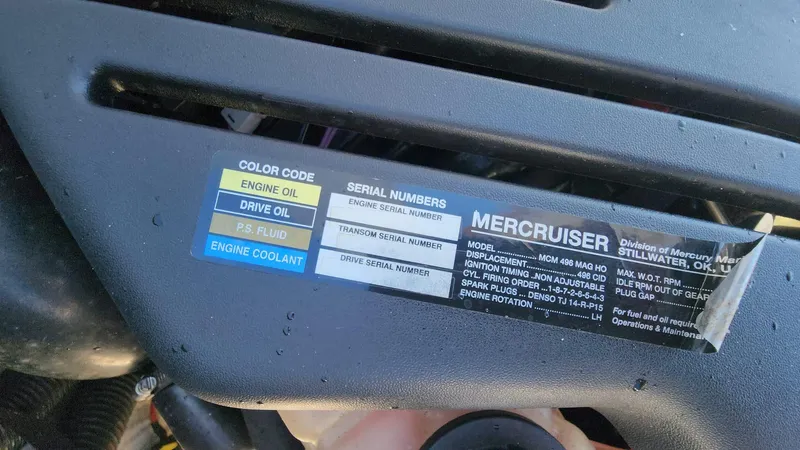 COLOR CODE
ENGINE OIL
DRIVE OIL
P.S. FLUID
ENGINE COOLANT
SERIAL NUMBERS
ENGINE SERIAL NUMBER
TRANSOM SERIAL NUMBER
DRIVE SERIAL NUMBER
MERCRUISER
Division of Mercury
STILLWATER, OK,
MODEL ........ MCM 496 MAG HO
DISPLACEMENT ........ 496 CID
IGNITION TIMING ..NON ADJUSTABLE
CYL. FIRING ORDER ...1-8-7-2-6-5-4-3
SPARK PLUGS ... DENSO TJ 14-R-P15
ENGINE ROTATION ........ LH
MAX. W.O.T. RPM
IDLE RPM OUT OF GEAR
PLUG GAP
For fuel and oil
Operations &